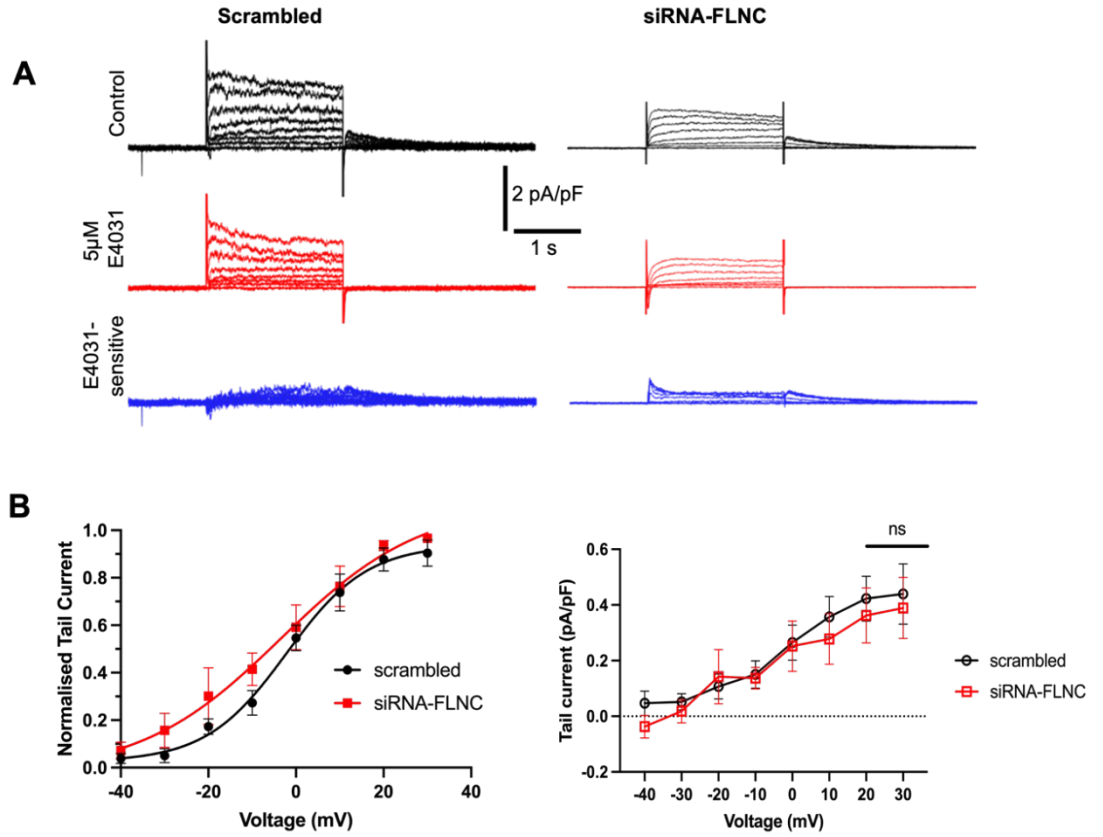 Scrambled
siRNA-FLNC
A
Control
2 pA/pF
1 s
5µM
E4031
E4031-
sensitive
B
Normalised Tail Current
1.0
0.8
0.6
0.4
0.2
0.0
-40
-20
0
20
40
Voltage (mV)
scrambled
siRNA-FLNC
Tail current (pA/pF)
0.6
0.4
0.2
0.0
-0.2
ns
-40
-30
-20
-10
0
10
20
30
Voltage (mV)
scrambled
siRNA-FLNC